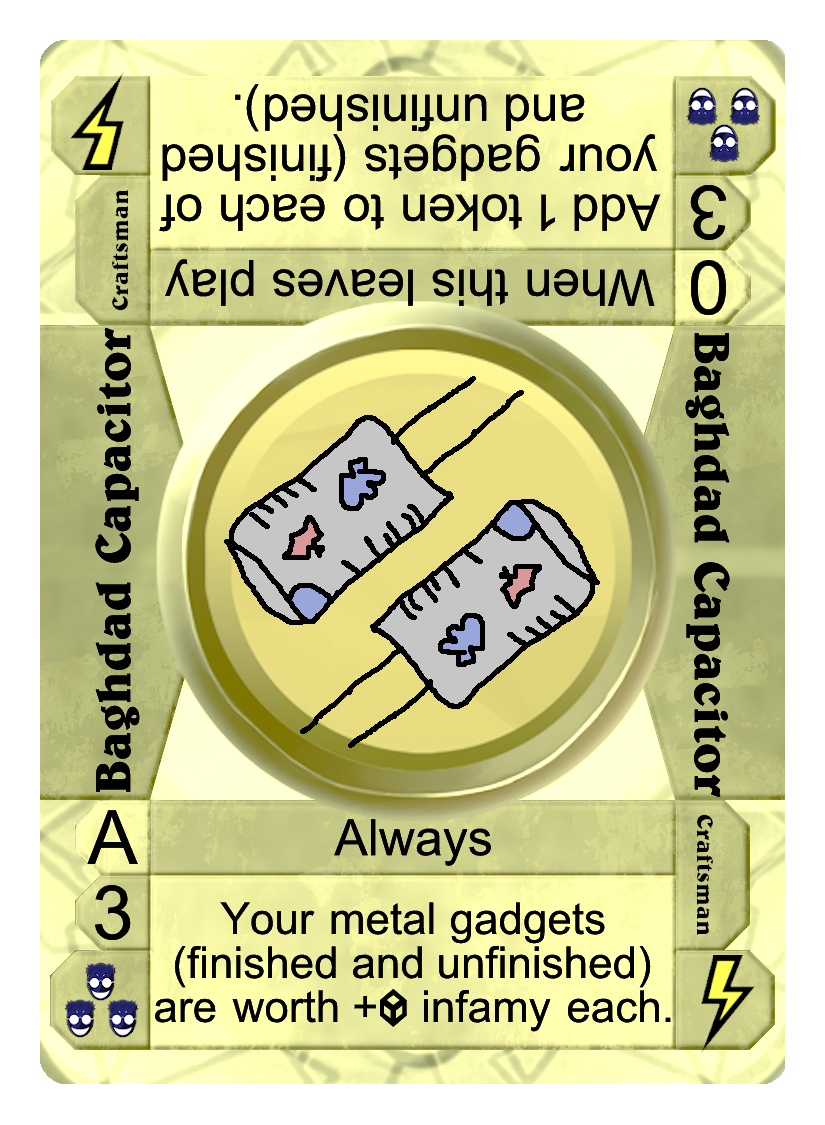 Baghdad Capacitor
A
Always
Craftsman
3
Your metal gadgets
(finished and unfinished)
are worth + infamy each.
Baghdad Capacitor
0
When this leaves play
Craftsman
3
Add 1 token to each of
your gadgets (finished
and unfinished).